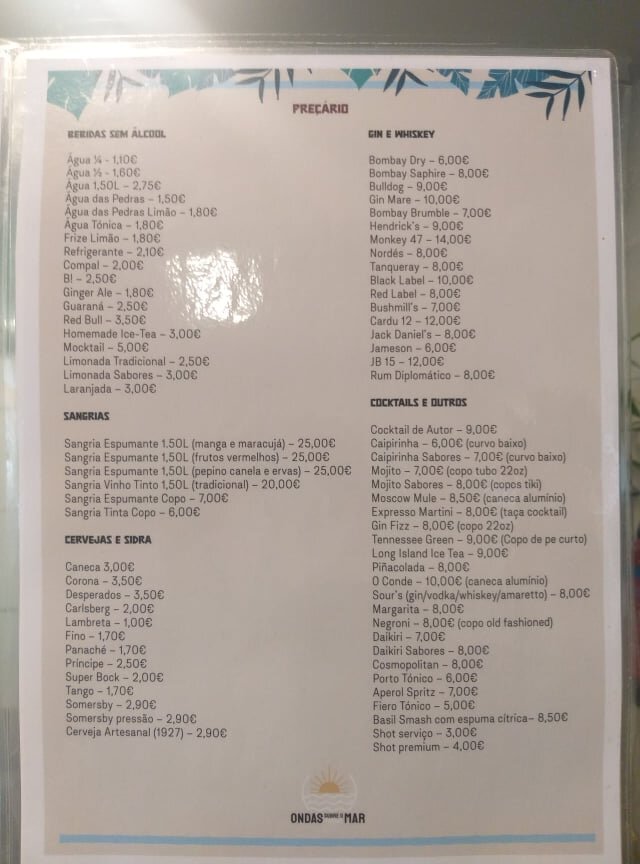 PREÇÁRIO
BEBIDAS SEM ÁLCOOL
Água ¼ - 1,10€
Água ½ - 1,60€
Água 1,50L – 2,75€
Água das Pedras – 1,50€
Água das Pedras Limão – 1,80€
Água Tónica – 1,80€
Frize Limão – 1,80€
Refrigerante – 2,10€
Compal – 2,00€
B! – 2,50€
Ginger Ale – 1,80€
Guaraná – 2,50€
Red Bull – 3,50€
Homemade Ice-Tea – 3,00€
Mocktail – 5,00€
Limonada Tradicional – 2,50€
Limonada Sabores – 3,00€
Laranjada – 3,00€
SANGRIAS
Sangria Espumante 1.50L (manga e maracujá) – 25,00€
Sangria Espumante 1,50L (frutos vermelhos) – 25,00€
Sangria Espumante 1,50L (pepino canela e ervas) – 25,00€
Sangria Vinho Tinto 1,50L (tradicional) – 20,00€
Sangria Espumante Copo – 7,00€
Sangria Tinta Copo – 6,00€
CERVEJAS E SIDRA
Caneca 3,00€
Corona – 3,50€
Desperados – 3,50€
Carlsberg – 2,00€
Lambreta – 1,00€
Fino – 1,70€
Panaché – 1,70€
Príncipe – 2,50€
Super Bock – 2,00€
Tango – 1,70€
Somersby – 2,90€
Somersby pressão – 2,90€
Cerveja Artesanal (1927) – 2,90€
GIN E WHISKEY
Bombay Dry – 6,00€
Bombay Saphire – 8,00€
Bulldog – 9,00€
Gin Mare – 10,00€
Bombay Brumble – 7,00€
Hendrick's – 9,00€
Monkey 47 – 14,00€
Nordés – 8,00€
Tanqueray – 8,00€
Black Label – 10,00€
Red Label – 8,00€
Bushmill's – 7,00€
Cardu 12 – 12,00€
Jack Daniel's – 8,00€
Jameson – 6,00€
JB 15 – 12,00€
Rum Diplomático – 8,00€
COCKTAILS E OUTROS
Cocktail de Autor – 9,00€
Caipirinha – 6,00€ (curvo baixo)
Caipirinha Sabores – 7,00€ (curvo baixo)
Mojito – 7,00€ (copo tubo 22oz)
Mojito Sabores – 8,00€ (copos tiki)
Moscow Mule – 8,50€ (caneca alumínio)
Expresso Martini – 8,00€ (taça cocktail)
Gin Fizz – 8,00€ (copo 22oz)
Tennessee Green – 9,00€ (Copo de pe curto)
Long Island Ice Tea – 9,00€
Piñacolada – 8,00€
O Conde – 10,00€ (caneca alumínio)
Sour's (gin/vodka/whiskey/amaretto) – 8,00€
Margarita – 8,00€
Negroni – 8,00€ (copo old fashioned)
Daikiri – 7,00€
Daikiri Sabores – 8,00€
Cosmopolitan – 8,00€
Porto Tónico – 6,00€
Aperol Spritz – 7,00€
Fiero Tónico – 5,00€
Basil Smash com espuma cítrica– 8,50€
Shot serviço – 3,00€
Shot premium – 4,00€
ONDAS SOBRE O MAR